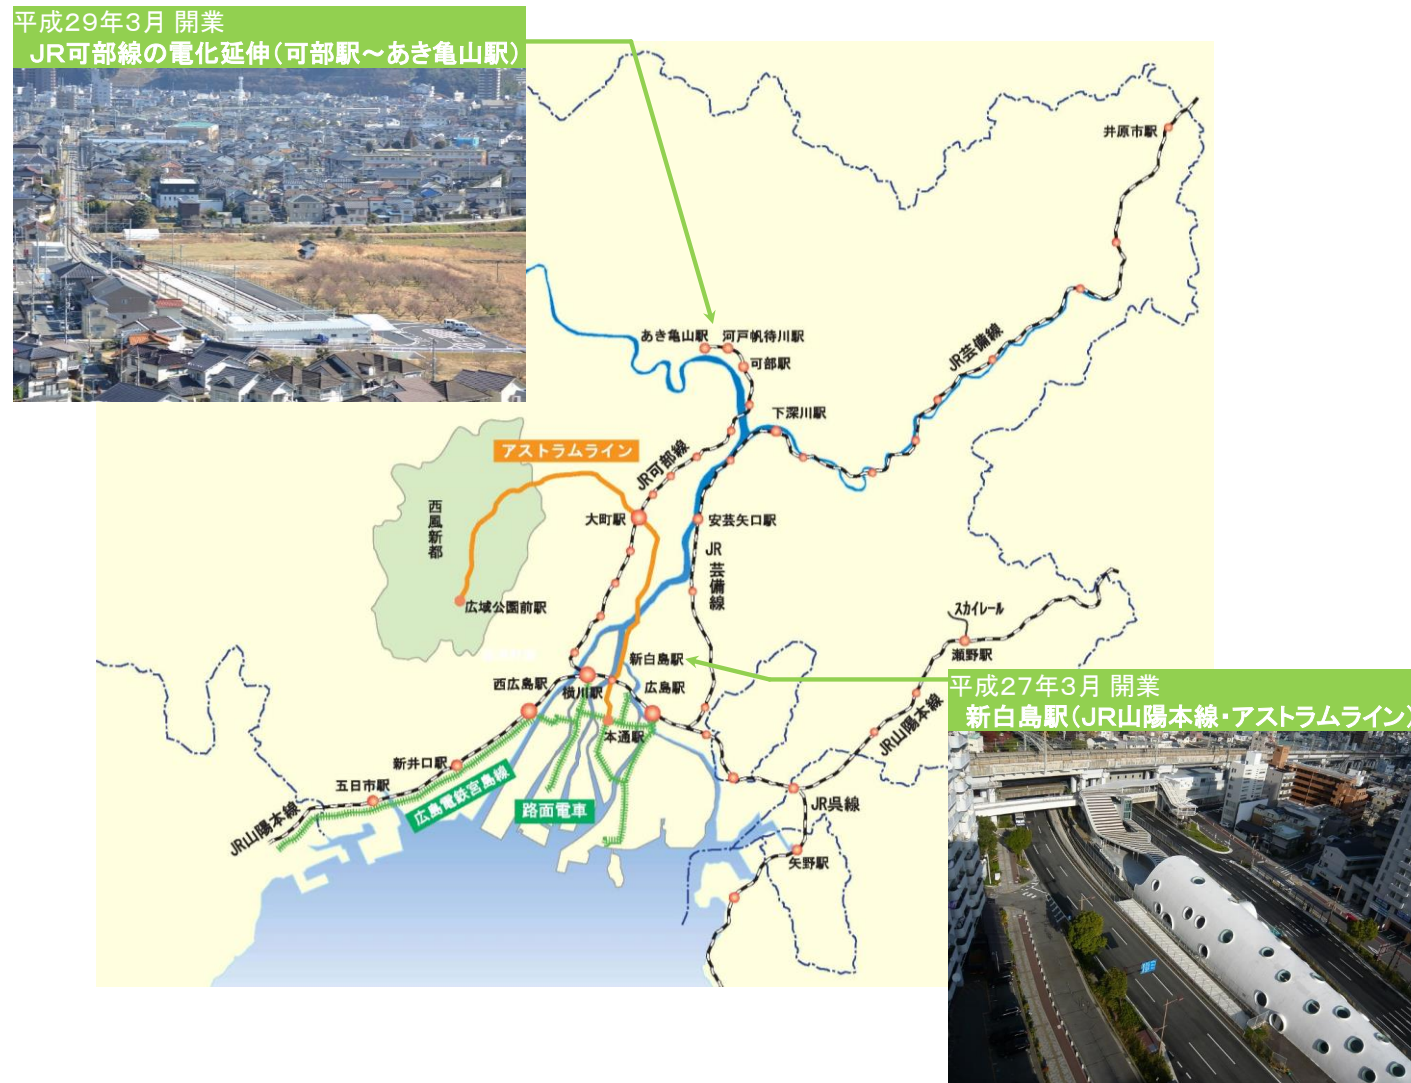 平成29年3月 開業
JR可部線の電化延伸(可部駅～あき亀山駅)
井原市駅
あき亀山駅
河戸帆待川駅
可部駅
JR芸備線
下深川駅
アストラムライン
JR可部線
西風新都
大町駅
安芸矢口駅
JR芸備線
広域公園前駅
スカイレール
瀬野駅
新白島駅
西広島駅
横川駅
広島駅
平成27年3月 開業
新白島駅(JR山陽本線・アストラムライン)
本通駅
JR山陽本線
新井口駅
五日市駅
広島電鉄宮島線
路面電車
JR呉線
JR山陽本線
矢野駅